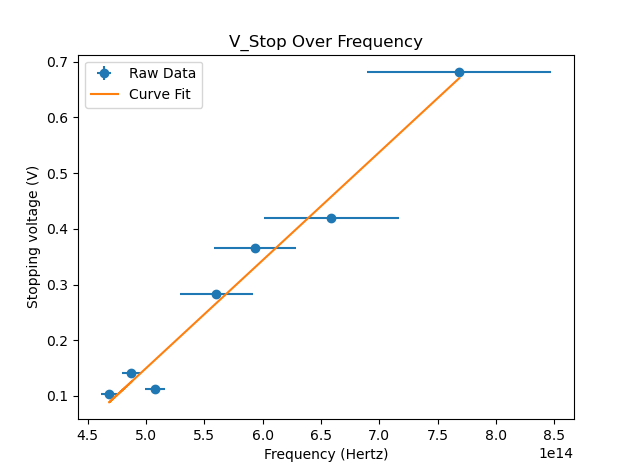 V_Stop Over Frequency
Raw Data
Curve Fit
Stopping voltage (V)
0.7
0.6
0.5
0.4
0.3
0.2
0.1
4.5 5.0 5.5 6.0 6.5 7.0 7.5 8.0 8.5
1e14
Frequency (Hertz)